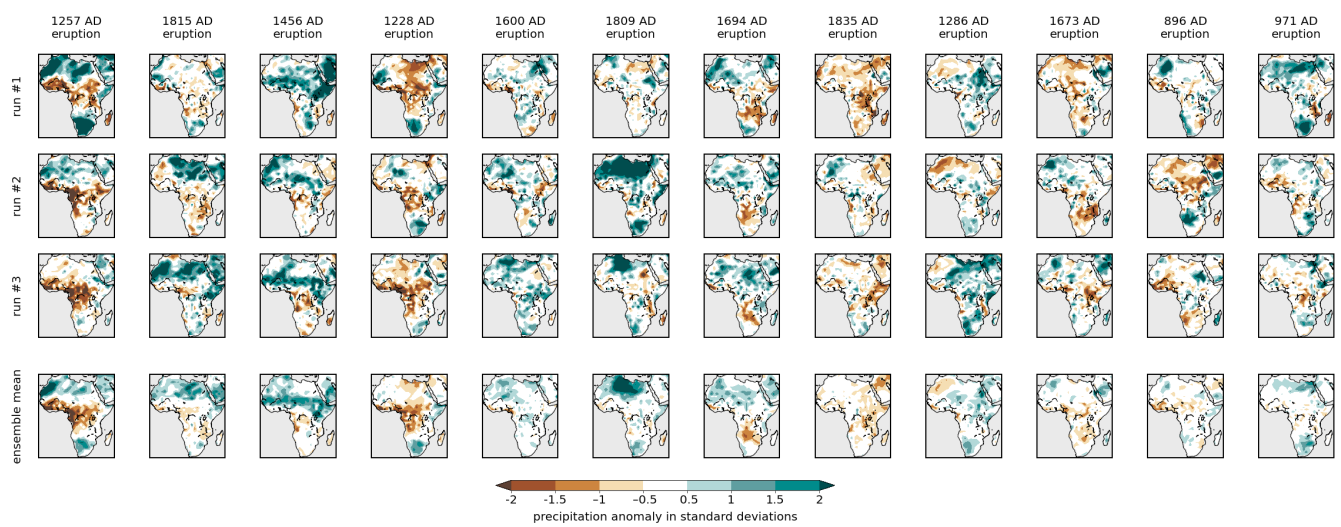 1257 AD
eruption
1815 AD
eruption
1456 AD
eruption
1228 AD
eruption
1600 AD
eruption
1809 AD
eruption
1694 AD
eruption
1835 AD
eruption
1286 AD
eruption
1673 AD
eruption
896 AD
eruption
971 AD
eruption
run #1
run #2
run #3
ensemble mean
-2 -1.5 −1 −0.5 0.5 1 1.5 2
precipitation anomaly in standard deviations